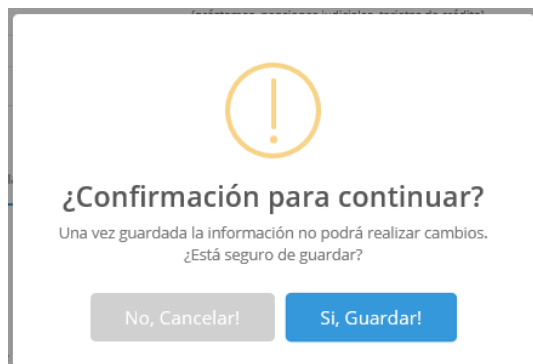 ¿Confirmación para continuar?
Una vez guardada la información no podrá realizar cambios.
¿Está seguro de guardar?
No, Cancelar!
Si, Guardar!